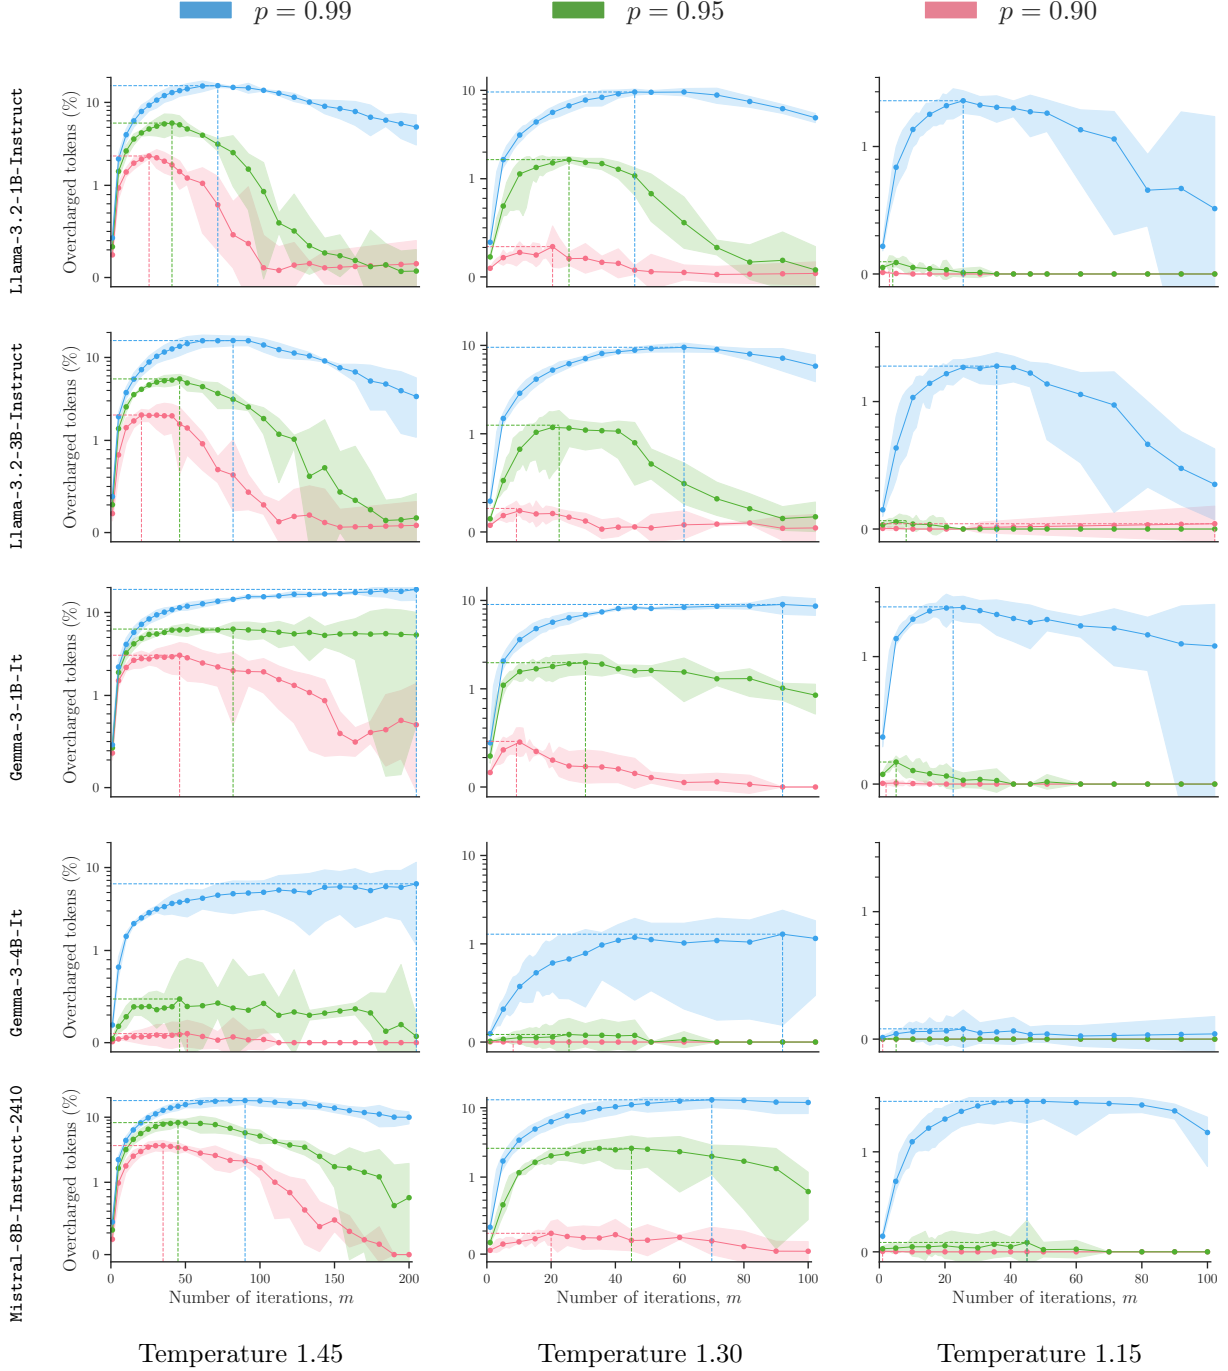 p = 0.99 p = 0.95 p = 0.90
Llama-3.2-1B-Instruct
Overcharged tokens (%)
10
1
0
10
1
0
1
0
Llama-3.2-3B-Instruct
Overcharged tokens (%)
10
1
0
10
1
0
1
0
Gemma-3-1B-It
Overcharged tokens (%)
10
1
0
10
1
0
1
0
Gemma-3-4B-It
Overcharged tokens (%)
10
1
0
10
1
0
1
0
Mistral-8B-Instruct-2410
Overcharged tokens (%)
10
1
0
10
1
0
1
0
0 50 100 150 200
0 20 40 60 80 100
0 20 40 60 80 100
Number of iterations, m Number of iterations, m Number of iterations, m
Temperature 1.45 Temperature 1.30 Temperature 1.15